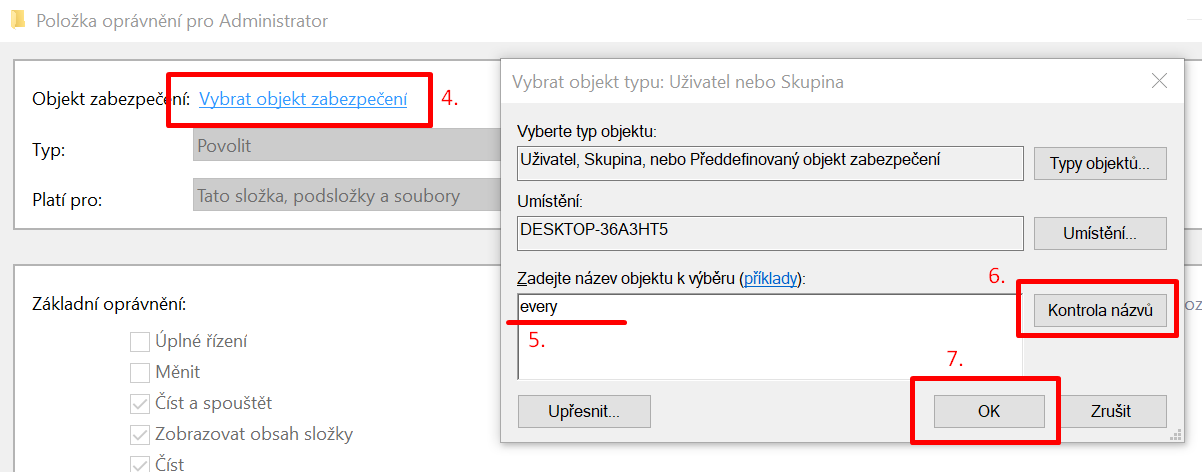 Položka oprávnění pro Administrator
Objekt zabezpečení: Vybrat objekt zabezpečení 4.
Typ: Povolit
Platí pro: Tato složka, podsložky a soubory
Základní oprávnění:
Úplné řízení
Měnit
Číst a spouštět
Zobrazovat obsah složky
Číst
Vybrat objekt typu: Uživatel nebo Skupina
Vyberte typ objektu:
Uživatel, Skupina, nebo Předdefinovaný objekt zabezpečení Typy objektů...
Umístění:
DESKTOP-36A3HT5 Umístění...
Zadejte název objektu k výběru (příklady): 6.
every Kontrola názvů
5.
7.
Upřesnit... OK Zrušit